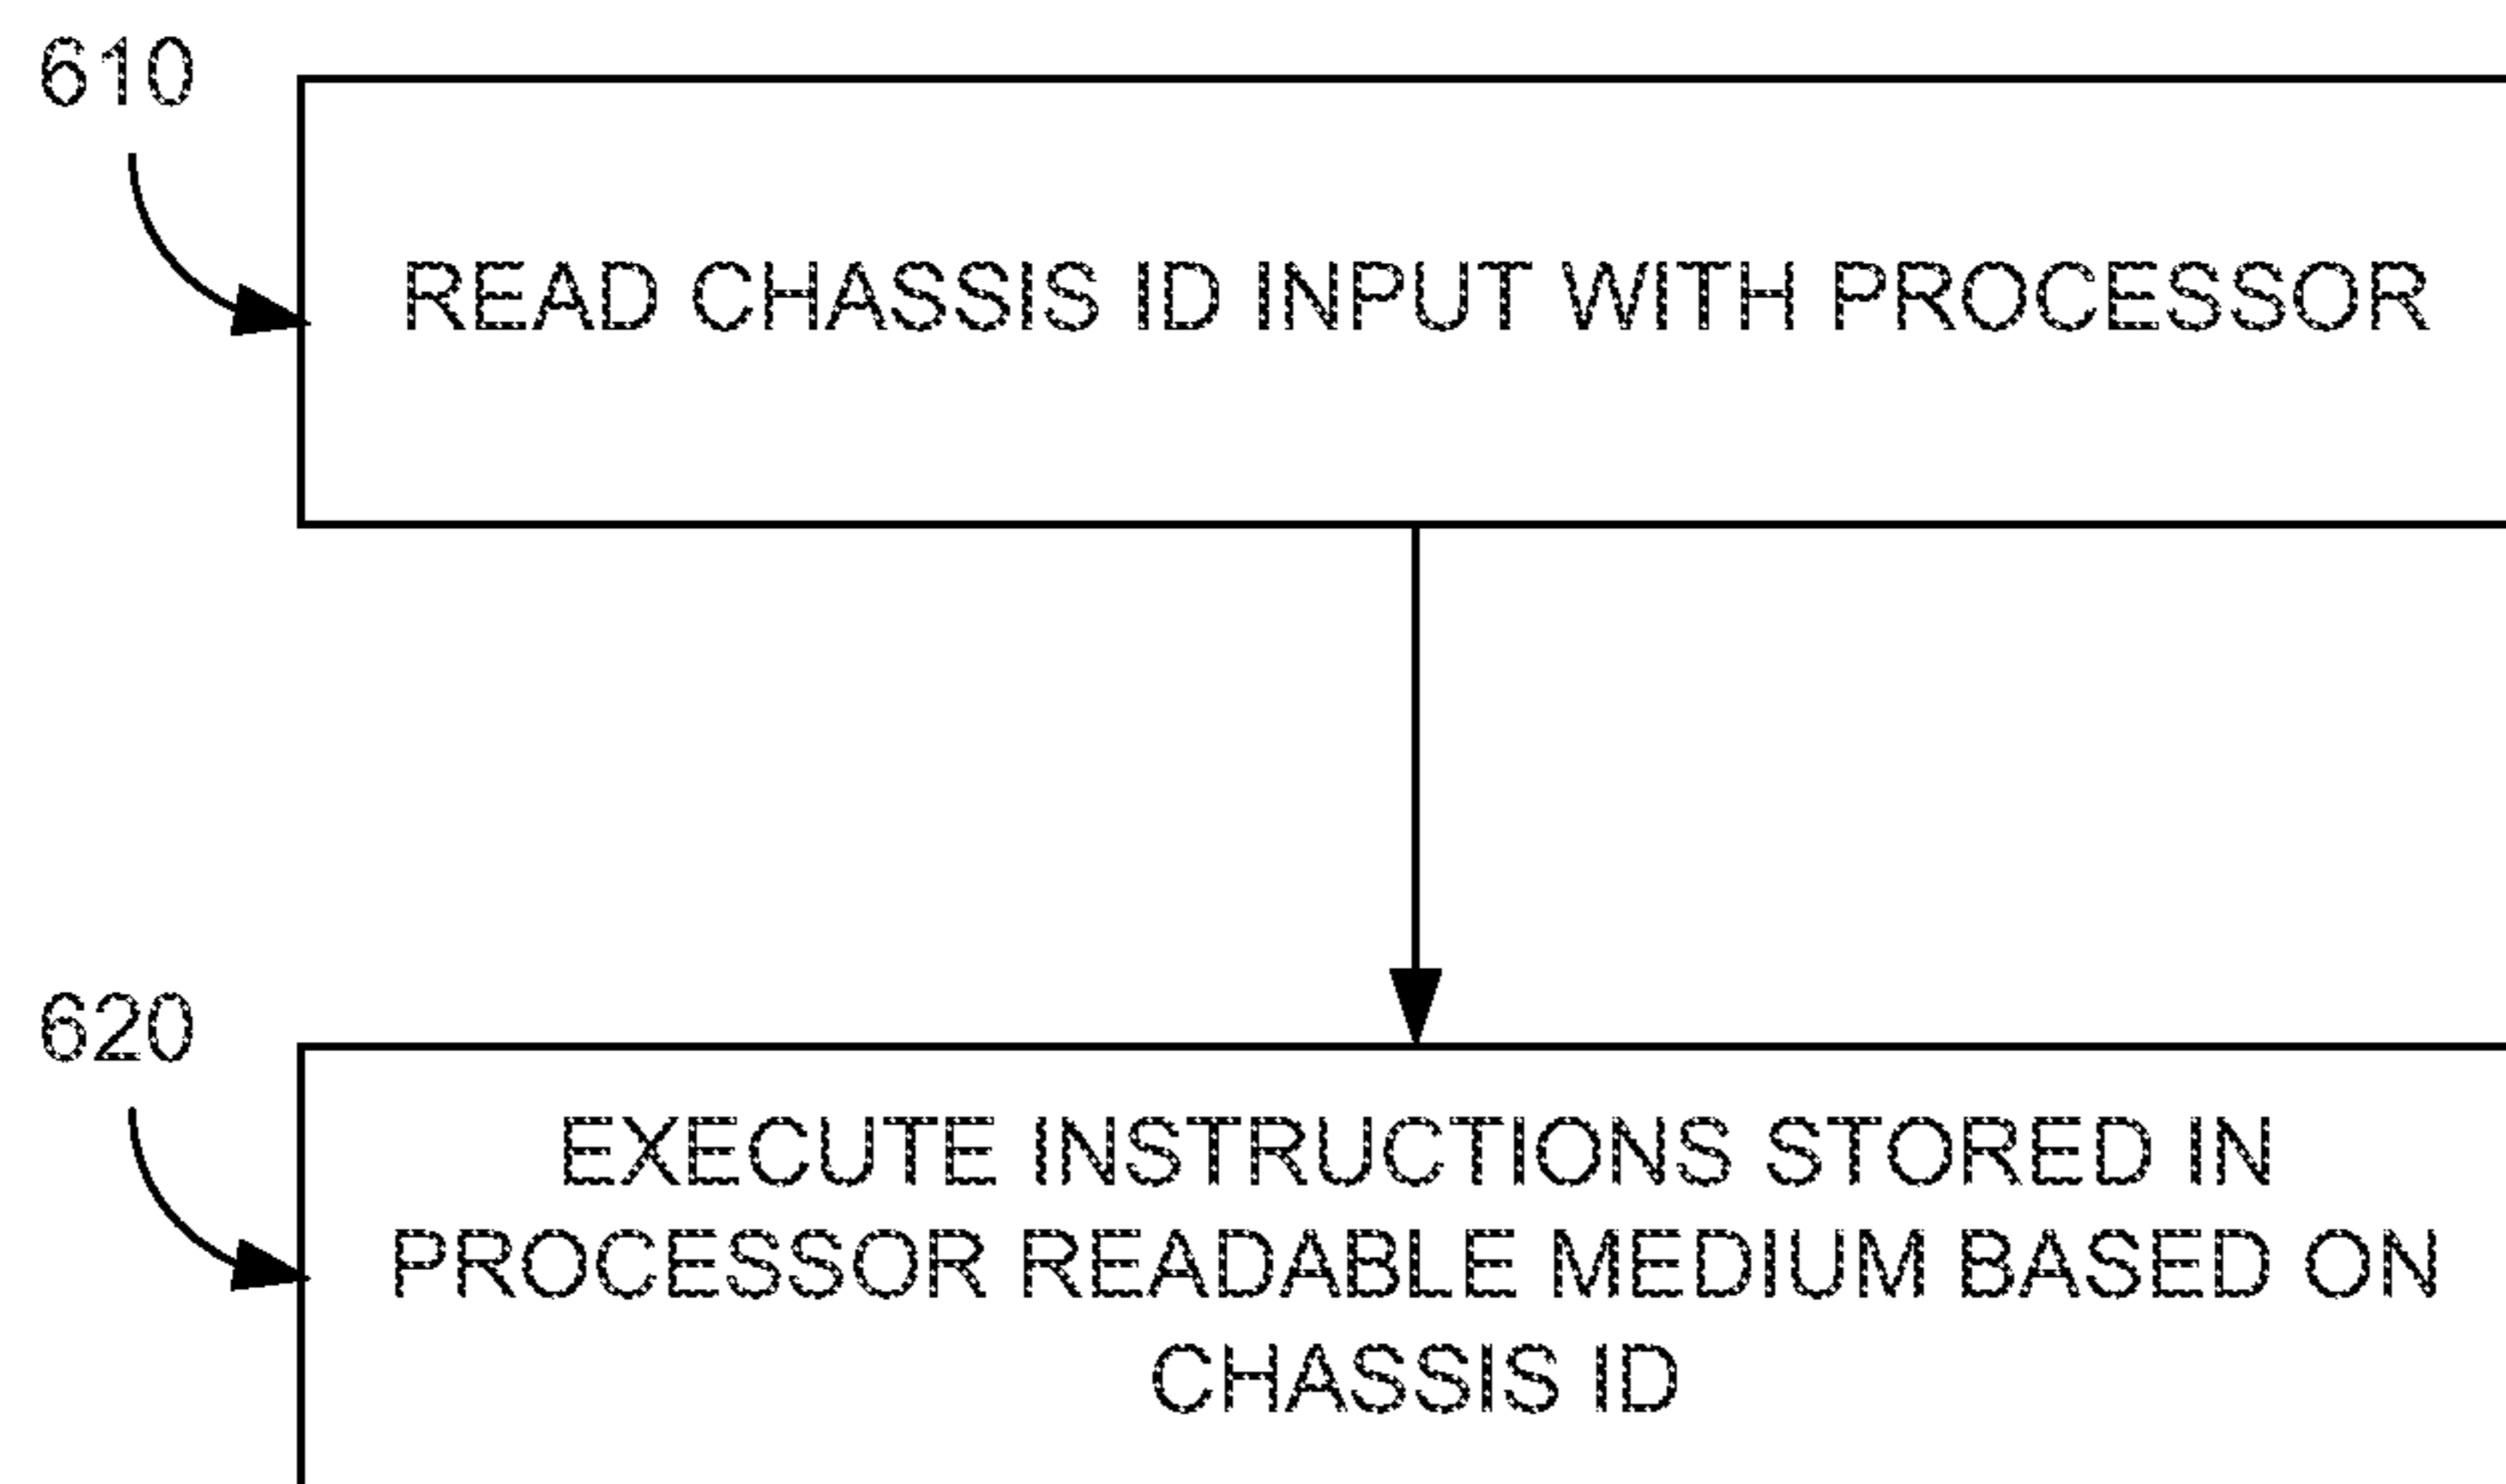 610
READ CHASSIS ID INPUT WITH PROCESSOR
620
EXECUTE INSTRUCTIONS STORED IN
PROCESSOR READABLE MEDIUM BASED ON
CHASSIS ID